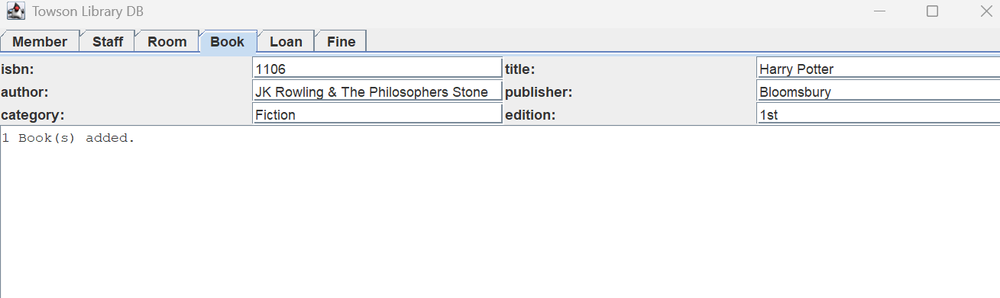 Towson Library DB
Member Staff Room Book Loan Fine
isbn: 1106 title: Harry Potter
author: JK Rowling & The Philosophers Stone publisher: Bloomsbury
category: Fiction edition: 1st
1 Book(s) added.